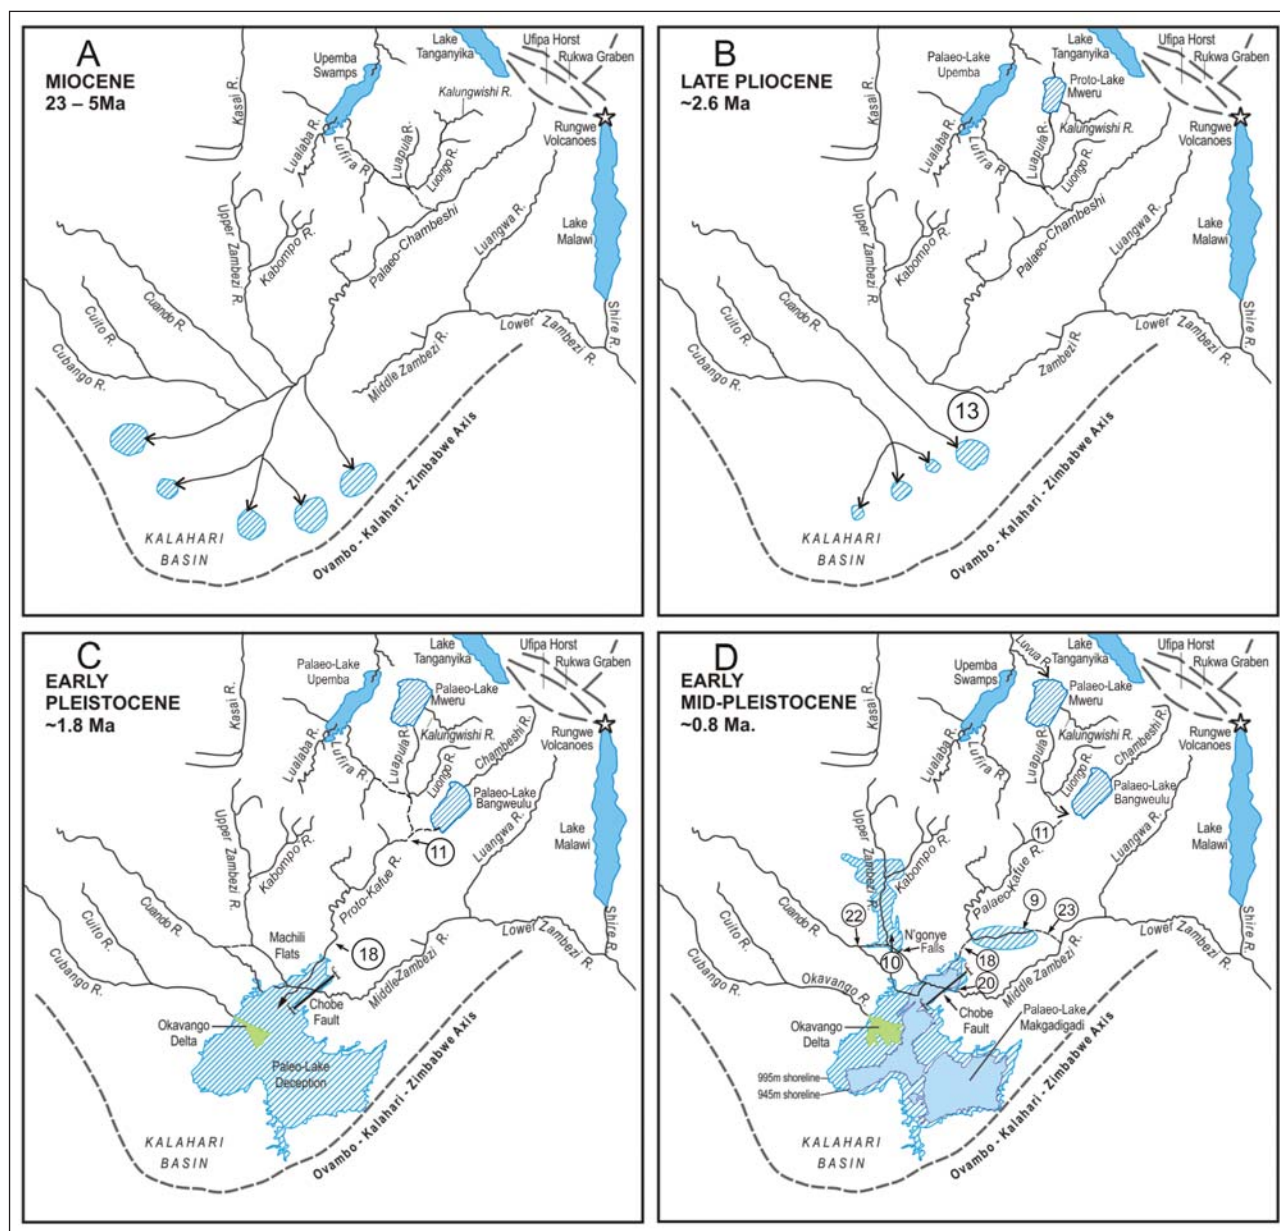 A
MIOCENE
23 – 5Ma
Kasai R.
Upemba
Swamps
Lake
Tanganyika
Ufipa Horst
Rukwa Graben
Kalungwishi R.
Rungwe
Volcanoes
Lualaba R.
Lufira R.
Luapula R.
Luongo R.
Upper Zambezi R.
Kabompo R.
Palaeo-Chambeshi
Luangwa R.
Lake
Malawi
Cuando R.
Cuito R.
Cubango R.
Middle Zambezi R.
Lower Zambezi R.
Shire R.
KALAHARI
BASIN
Ovambo - Kalahari - Zimbabwe Axis
B
LATE PLIOCENE
~2.6 Ma
Kasai R.
Palaeo-Lake
Upemba
Lake
Tanganyika
Ufipa Horst
Rukwa Graben
Proto-Lake
Mweru
Kalungwishi R.
Rungwe
Volcanoes
Lualaba R.
Lufira R.
Luapula R.
Luongo R.
Upper Zambezi R.
Kabompo R.
Palaeo-Chambeshi
Luangwa R.
Lake
Malawi
Cuando R.
Cuito R.
Cubango R.
Zambezi R.
Lower Zambezi R.
Shire R.
13
KALAHARI
BASIN
Ovambo - Kalahari - Zimbabwe Axis
C
EARLY
PLEISTOCENE
~1.8 Ma
Kasai R.
Palaeo-Lake
Upemba
Lake
Tanganyika
Ufipa Horst
Rukwa Graben
Palaeo-Lake
Mweru
Kalungwishi R.
Chambeshi R.
Rungwe
Volcanoes
Lualaba R.
Lufira R.
Luapula R.
Luongo R.
Palaeo-Lake
Bangweulu
Upper Zambezi R.
Kabompo R.
11
Proto-Kafue R.
Luangwa R.
Lake
Malawi
Cuando R.
Cuito R.
Cubango R.
Machili
Flats
18
Middle Zambezi R.
Lower Zambezi R.
Shire R.
Chobe
Fault
Okavango
Delta
Paleo-Lake
Deception
KALAHARI
BASIN
Ovambo - Kalahari - Zimbabwe Axis
D
EARLY
MID-PLEISTOCENE
~0.8 Ma.
Kasai R.
Upemba
Swamps
Luvua R.
Lake
Tanganyika
Ufipa Horst
Rukwa Graben
Palaeo-Lake
Mweru
Kalungwishi R.
Chambeshi R.
Rungwe
Volcanoes
Lualaba R.
Lufira R.
Luapula R.
Luongo R.
Palaeo-Lake
Bangweulu
Upper Zambezi R.
Kabompo R.
11
Palaeo-Kafue R.
Luangwa R.
Lake
Malawi
9
23
Cuando R.
22
N'gonye
Falls
10
18
20
Cuito R.
Cubango R.
Okavango R.
Middle Zambezi R.
Lower Zambezi R.
Shire R.
Chobe
Fault
Palaeo-Lake
Makgadigadi
Okavango
Delta
995m shoreline
945m shoreline
KALAHARI
BASIN
Ovambo - Kalahari - Zimbabwe Axis